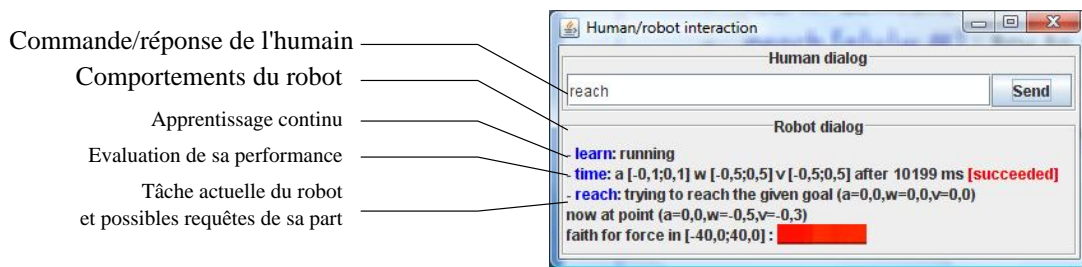 Commande/réponse de l'humain
Comportements du robot
Apprentissage continu
Evaluation de sa performance
Tâche actuelle du robot
et possibles requêtes de sa part
Human/robot interaction
Human dialog
reach
Send
Robot dialog
- learn: running
- time: a [-0,1;0,1] w [-0,5;0,5] v [-0,5;0,5] after 10199 ms [succeeded]
- reach: trying to reach the given goal (a=0,0,w=0,0,v=0,0)
now at point (a=0,0,w=-0,5,v=-0,3)
faith for force in [-40,0;40,0] :